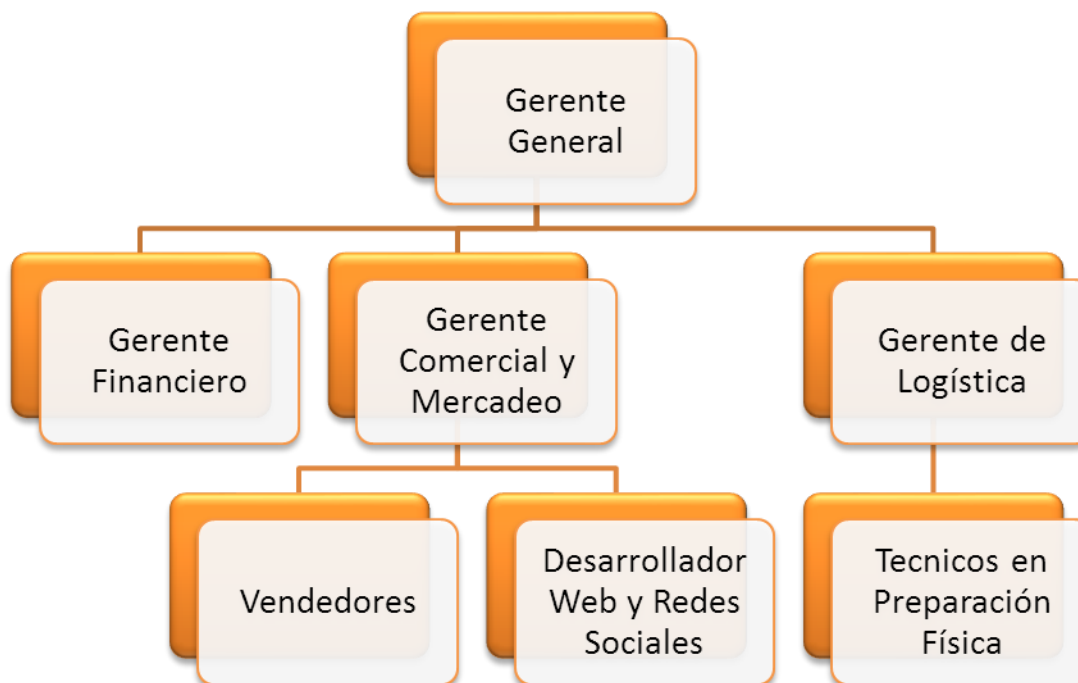 Gerente
General
Gerente
Financiero
Gerente
Comercial y
Mercadeo
Gerente de
Logística
Vendedores
Desarrollador
Web y Redes
Sociales
Tecnicos en
Preparación
Física